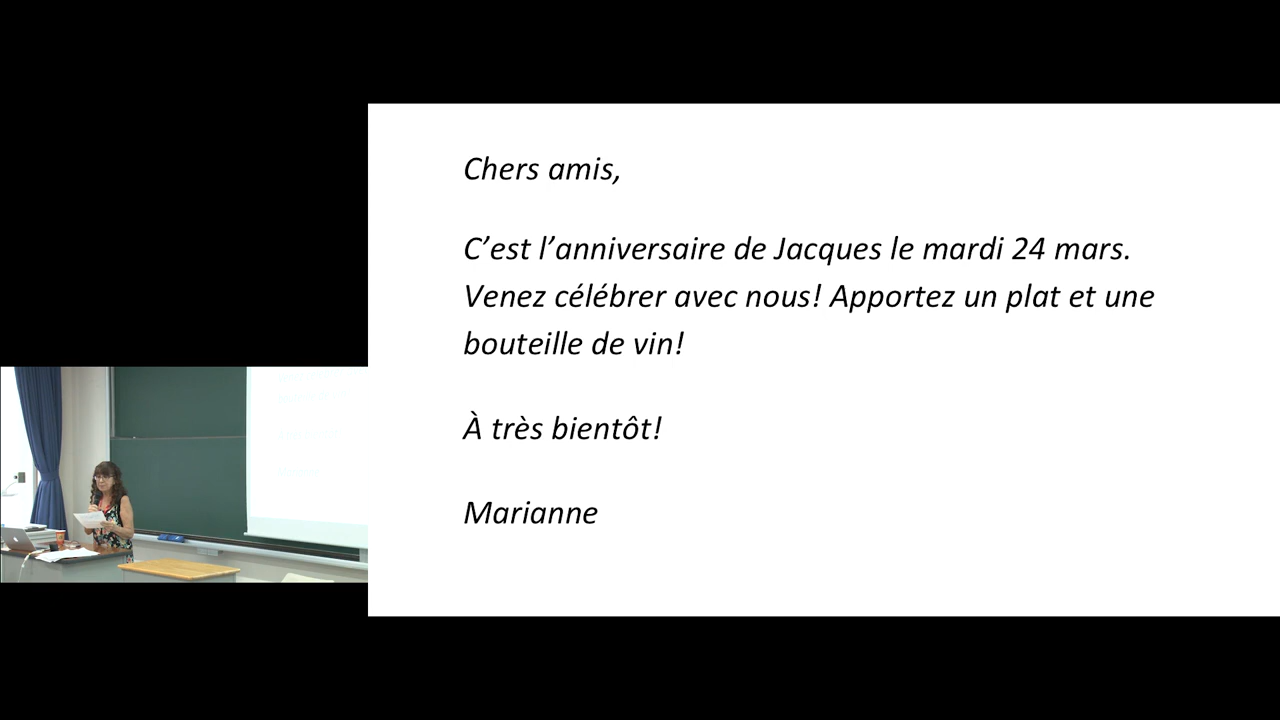 Chers amis,
C’est l’anniversaire de Jacques le mardi 24 mars.
Venez célébrer avec nous! Apportez un plat et une
bouteille de vin!
À très bientôt!
Marianne